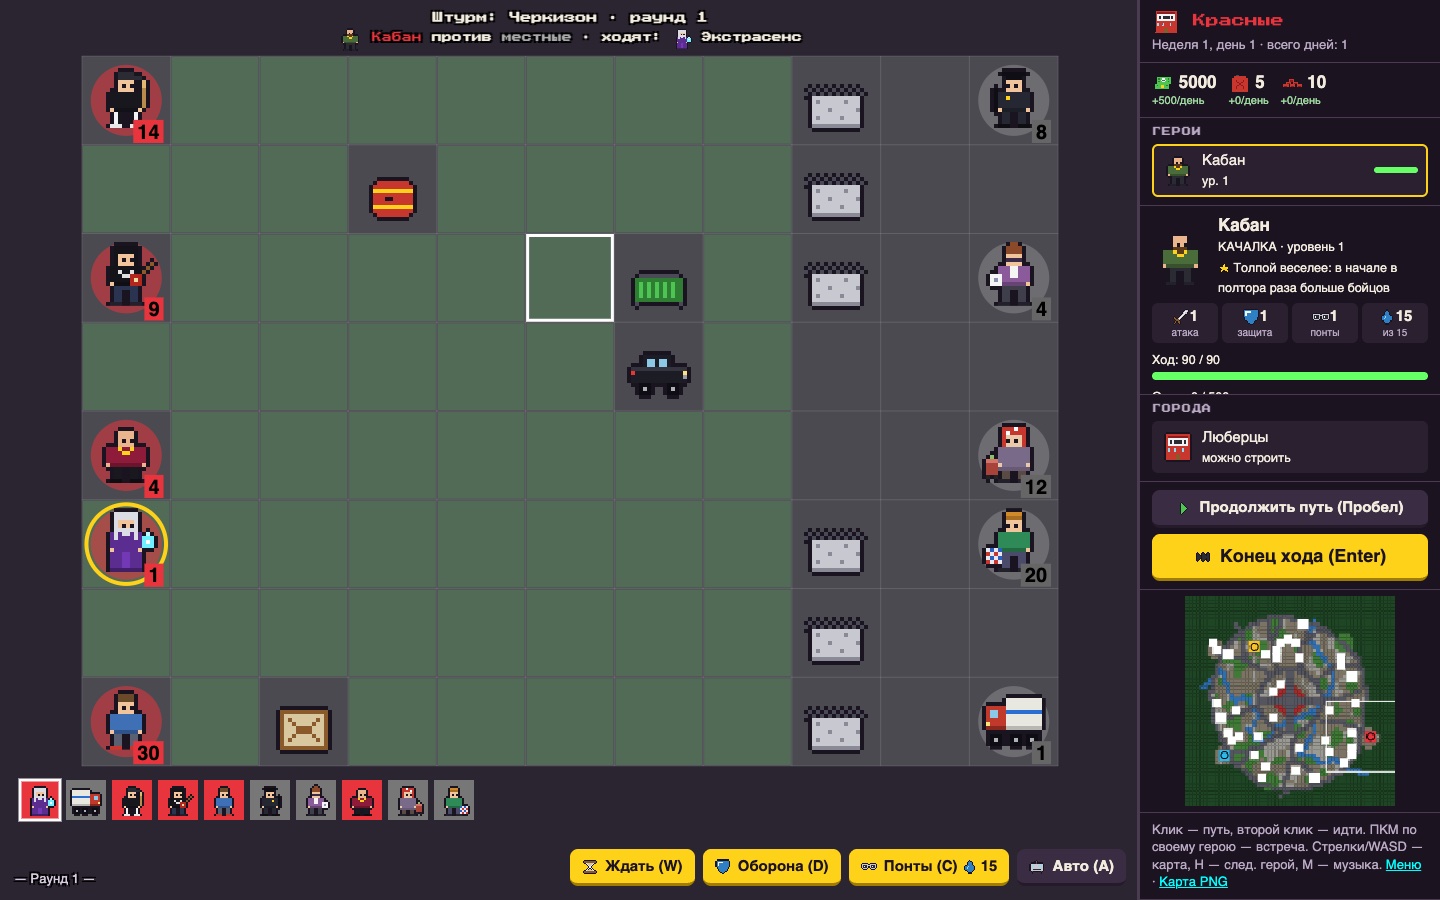 Штурм: Черкизон · раунд 1
Кабан против местные · ходят: Экстрасенс
14
8
9
4
4
12
1
20
30
1
— Раунд 1 —
Ждать (W)
Оборона (D)
Понты (C) 15
Авто (A)
Красные
Неделя 1, день 1 · всего дней: 1
5000 5 10
+500/день +0/день +0/день
ГЕРОИ
Кабан
ур. 1
Кабан
КАЧАЛКА · уровень 1
Толпой веселее: в начале в
полтора раза больше бойцов
1 1 1 15
атака защита понты из 15
Ход: 90 / 90
ГОРОДА
Люберцы
можно строить
Продолжить путь (Пробел)
Конец хода (Enter)
Клик — путь, второй клик — идти. ПКМ по
своему герою — встреча. Стрелки/WASD —
карта, H — след. герой, M — музыка. Меню
· Карта PNG